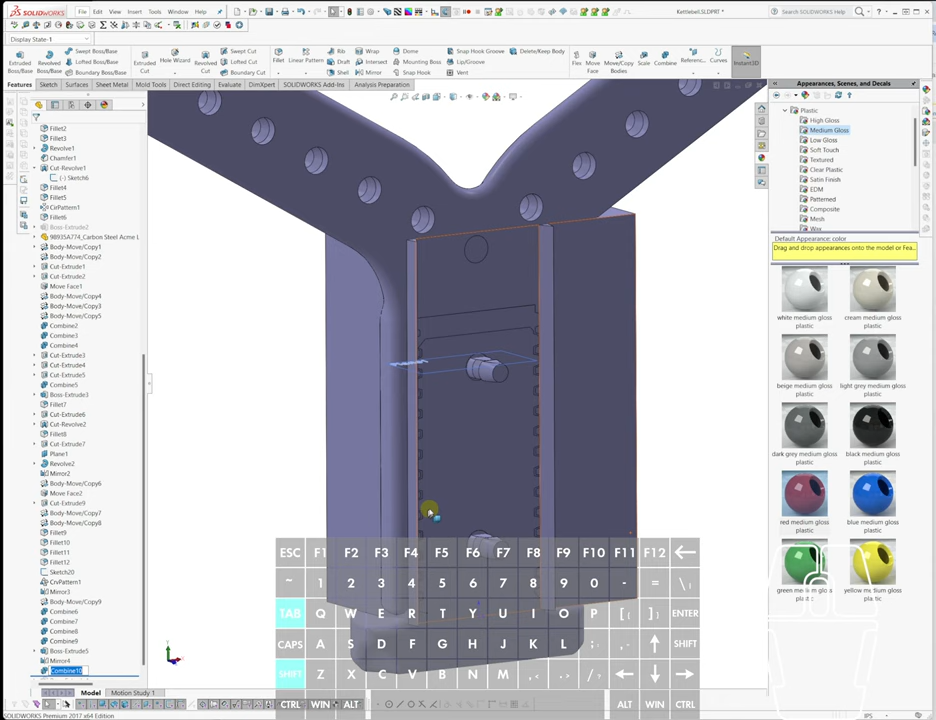 SOLIDWORKS
File Edit View Insert Tools Window Help
Kettlebell.SLDPRT *
Search SOLIDWORKS Help
Display State-1
Extruded Boss/Base
Revolved Boss/Base
Swept Boss/Base
Lofted Boss/Base
Boundary Boss/Base
Extruded Cut
Hole Wizard
Revolved Cut
Swept Cut
Lofted Cut
Boundary Cut
Fillet
Linear Pattern
Rib
Draft
Shell
Wrap
Intersect
Mirror
Dome
Mounting Boss
Snap Hook
Snap Hook Groove
Lip/Groove
Vent
Delete/Keep Body
Flex
Move Face
Move/Copy Bodies
Scale
Combine
Referenc...
Curves
Instant3D
Features Sketch Surfaces Sheet Metal Mold Tools Direct Editing Evaluate DimXpert SOLIDWORKS Add-Ins Analysis Preparation
Fillet2
Fillet3
Revolve1
Chamfer1
Cut-Revolve1
(-) Sketch6
Fillet4
Fillet5
CirPattern1
Fillet6
Boss-Extrude2
98935A774_Carbon Steel Acme L
Body-Move/Copy1
Body-Move/Copy2
Cut-Extrude1
Cut-Extrude2
Move Face1
Body-Move/Copy4
Body-Move/Copy3
Body-Move/Copy5
Combine2
Combine3
Combine4
Cut-Extrude3
Cut-Extrude4
Cut-Extrude5
Combine5
Boss-Extrude3
Fillet7
Cut-Extrude6
Cut-Revolve2
Fillet8
Cut-Extrude7
Plane1
Revolve2
Mirror2
Body-Move/Copy6
Move Face2
Cut-Extrude9
Body-Move/Copy7
Body-Move/Copy8
Fillet9
Fillet10
Fillet11
Fillet12
Sketch20
CrvPattern1
Mirror3
Body-Move/Copy9
Combine6
Combine7
Combine8
Combine9
Boss-Extrude5
Mirror4
Combine10
Appearances, Scenes, and Decals
Plastic
High Gloss
Medium Gloss
Low Gloss
Soft Touch
Textured
Clear Plastic
Satin Finish
EDM
Patterned
Composite
Mesh
Wax
Default Appearance: color
Drag and drop appearances onto the model or Fea...
white medium gloss plastic
cream medium gloss plastic
beige medium gloss plastic
light grey medium gloss plastic
dark grey medium gloss plastic
black medium gloss plastic
red medium gloss plastic
blue medium gloss plastic
green medium gloss plastic
yellow medium gloss plastic
ESC F1 F2 F3 F4 F5 F6 F7 F8 F9 F10 F11 F12 ←
~ 1 2 3 4 5 6 7 8 9 0 - = \|
TAB Q W E R T Y U I O P [{ ]} ENTER
CAPS A S D F G H J K L ;: ,. ↑ SHIFT
SHIFT Z X C V B N M ,< .> /? ← ↓ →
CTRL WIN ALT ALT WIN CTRL
Y
X
Model Motion Study 1
SOLIDWORKS Premium 2017 x64 Edition
IPS